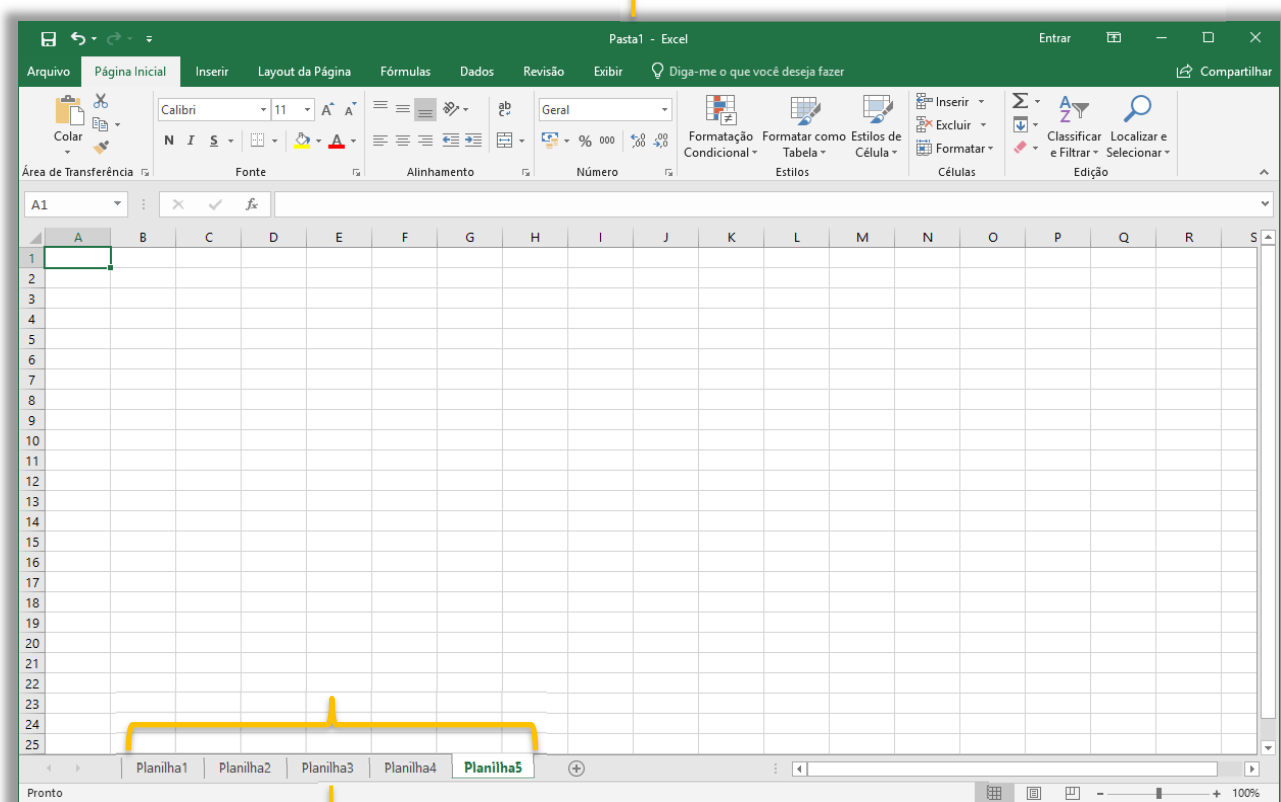 Pasta1 - Excel
Entrar
Arquivo Página Inicial Inserir Layout da Página Fórmulas Dados Revisão Exibir Diga-me o que você deseja fazer Compartilhar
Colar
Área de Transferência
Calibri 11 A A
N I S A
Fonte
ab
Alinhamento
Geral
% 000 ,00 ,0
Número
Formatação Condicional
Formatar como Tabela
Estilos de Célula
Estilos
Inserir
Excluir
Formatar
Células
Σ
AZ
Classificar e Filtrar
Localizar e Selecionar
Edição
A1 fx
A B C D E F G H I J K L M N O P Q R S
1
2
3
4
5
6
7
8
9
10
11
12
13
14
15
16
17
18
19
20
21
22
23
24
25
Planilha1 Planilha2 Planilha3 Planilha4 Planilha5
Pronto
100%